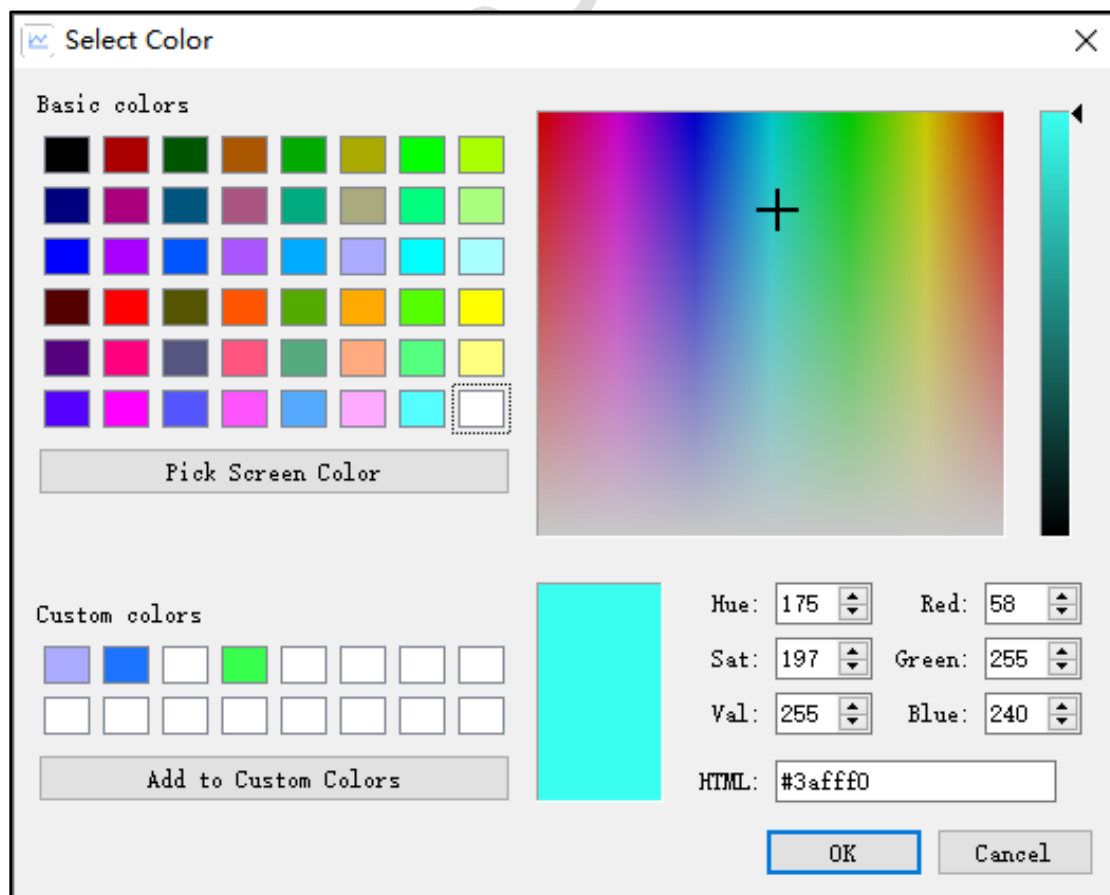 Select Color
Basic colors
Pick Screen Color
Custom colors
Add to Custom Colors
Hue: 175 Red: 58
Sat: 197 Green: 255
Val: 255 Blue: 240
HTML: #3afff0
OK Cancel